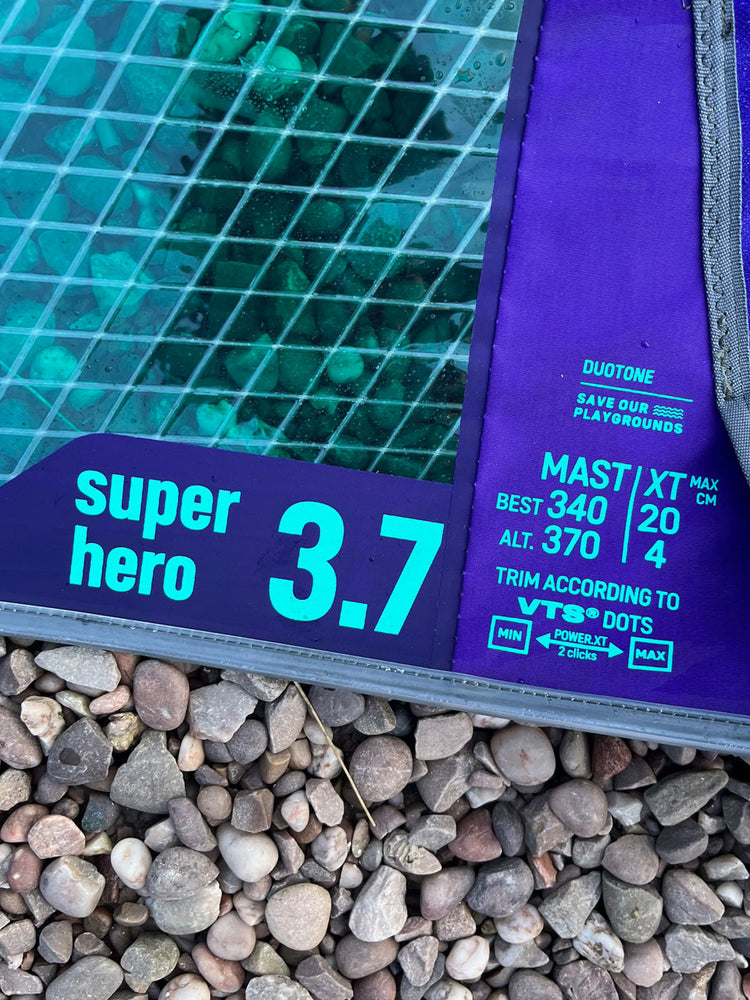 super
hero
3.7
DUOTONE
SAVE OUR
PLAYGROUNDS
MAST XT MAX CM
BEST 340 20
ALT. 370 4
TRIM ACCORDING TO
VTS® DOTS
MIN POWER.XT MAX
2 clicks